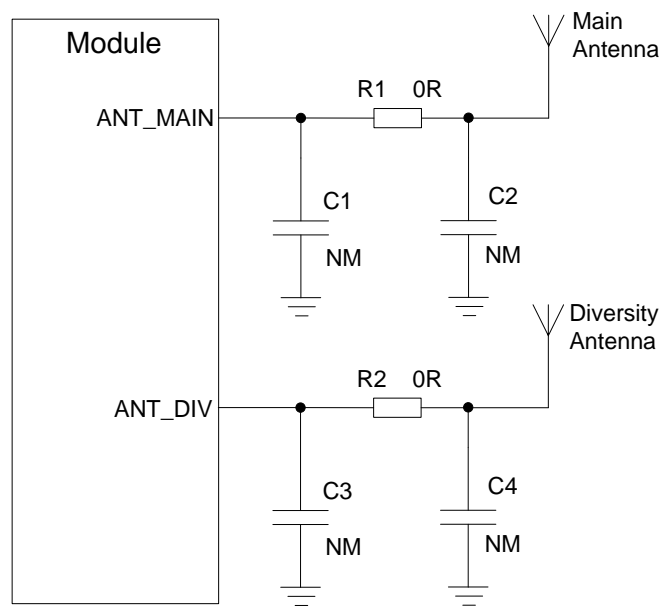 Module
Main
Antenna
R1 0R
ANT_MAIN
C1
C2
NM
NM
Diversity
Antenna
R2 0R
ANT_DIV
C3
C4
NM
NM